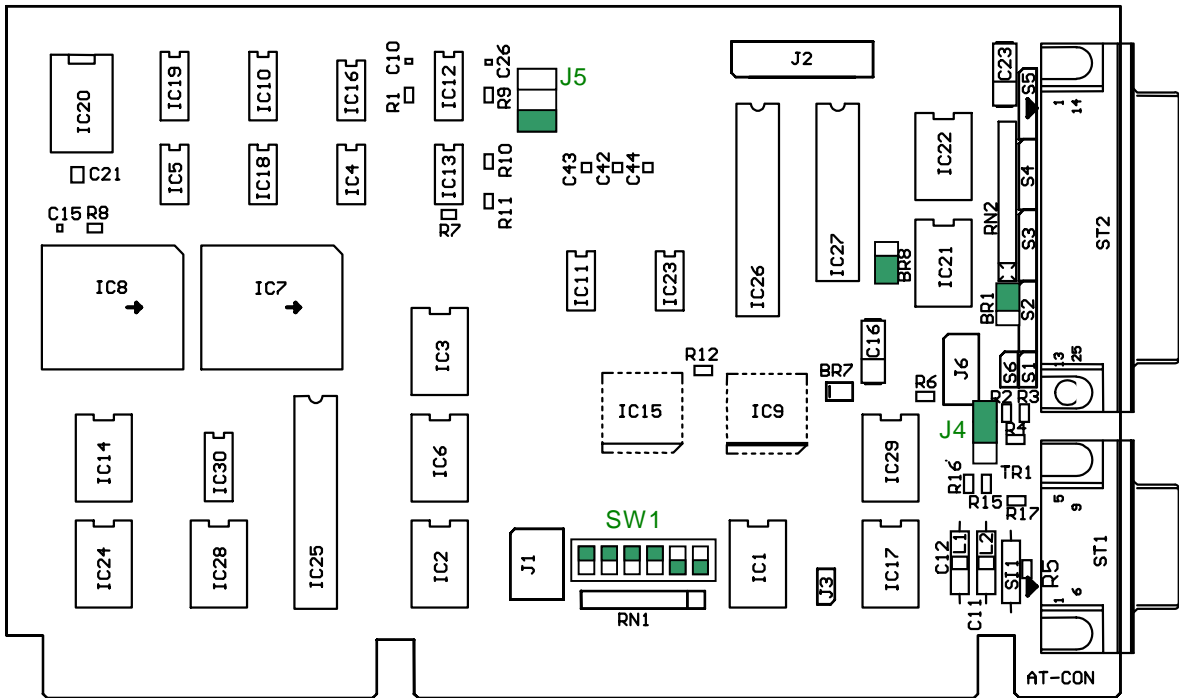 IC20
IC19
IC10
IC16
C10
R1
IC12
C26
R9
J5
J2
C23
S5
1
14
C21
IC5
IC18
IC4
IC13
R10
R11
R7
C43
C42
C44
IC22
S4
RN2
S3
ST2
C15
R8
IC8
IC7
IC11
IC23
IC26
IC27
BR8
IC21
BR1
S2
IC3
R12
BR7
C16
R6
J6
S6
S1
13
25
IC15
IC9
J4
R2
R3
R4
IC14
IC30
IC6
IC29
R16
R15
TR1
R17
5
9
SW1
IC24
IC28
IC25
IC2
J1
RN1
IC1
J3
IC17
C12
L1
L2
C11
SI1
R5
1
6
ST1
AT-CON